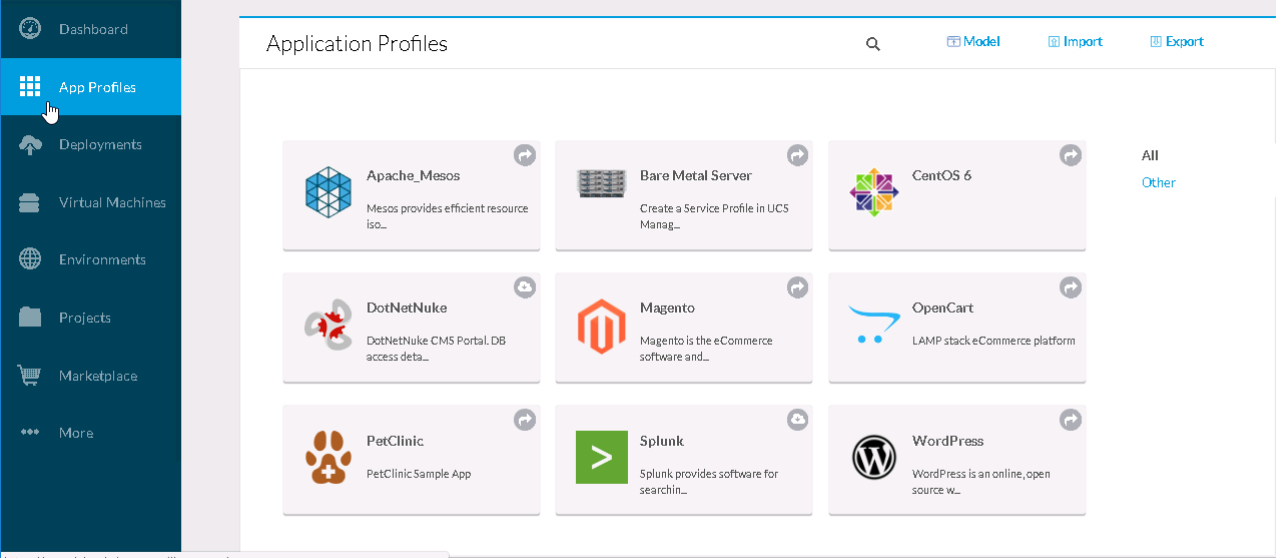 Dashboard
App Profiles
Deployments
Virtual Machines
Environments
Projects
Marketplace
More
Application Profiles
Model
Import
Export
Apache_Mesos
Mesos provides efficient resource
iso...
Bare Metal Server
Create a Service Profile in UCS
Manag...
CentOS 6
DotNetNuke
DotNetNuke CMS Portal. DB
access deta...
Magento
Magento is the eCommerce
software and...
OpenCart
LAMP stack eCommerce platform
PetClinic
PetClinic Sample App
Splunk
Splunk provides software for
searchin...
WordPress
WordPress is an online, open
source w...
All
Other